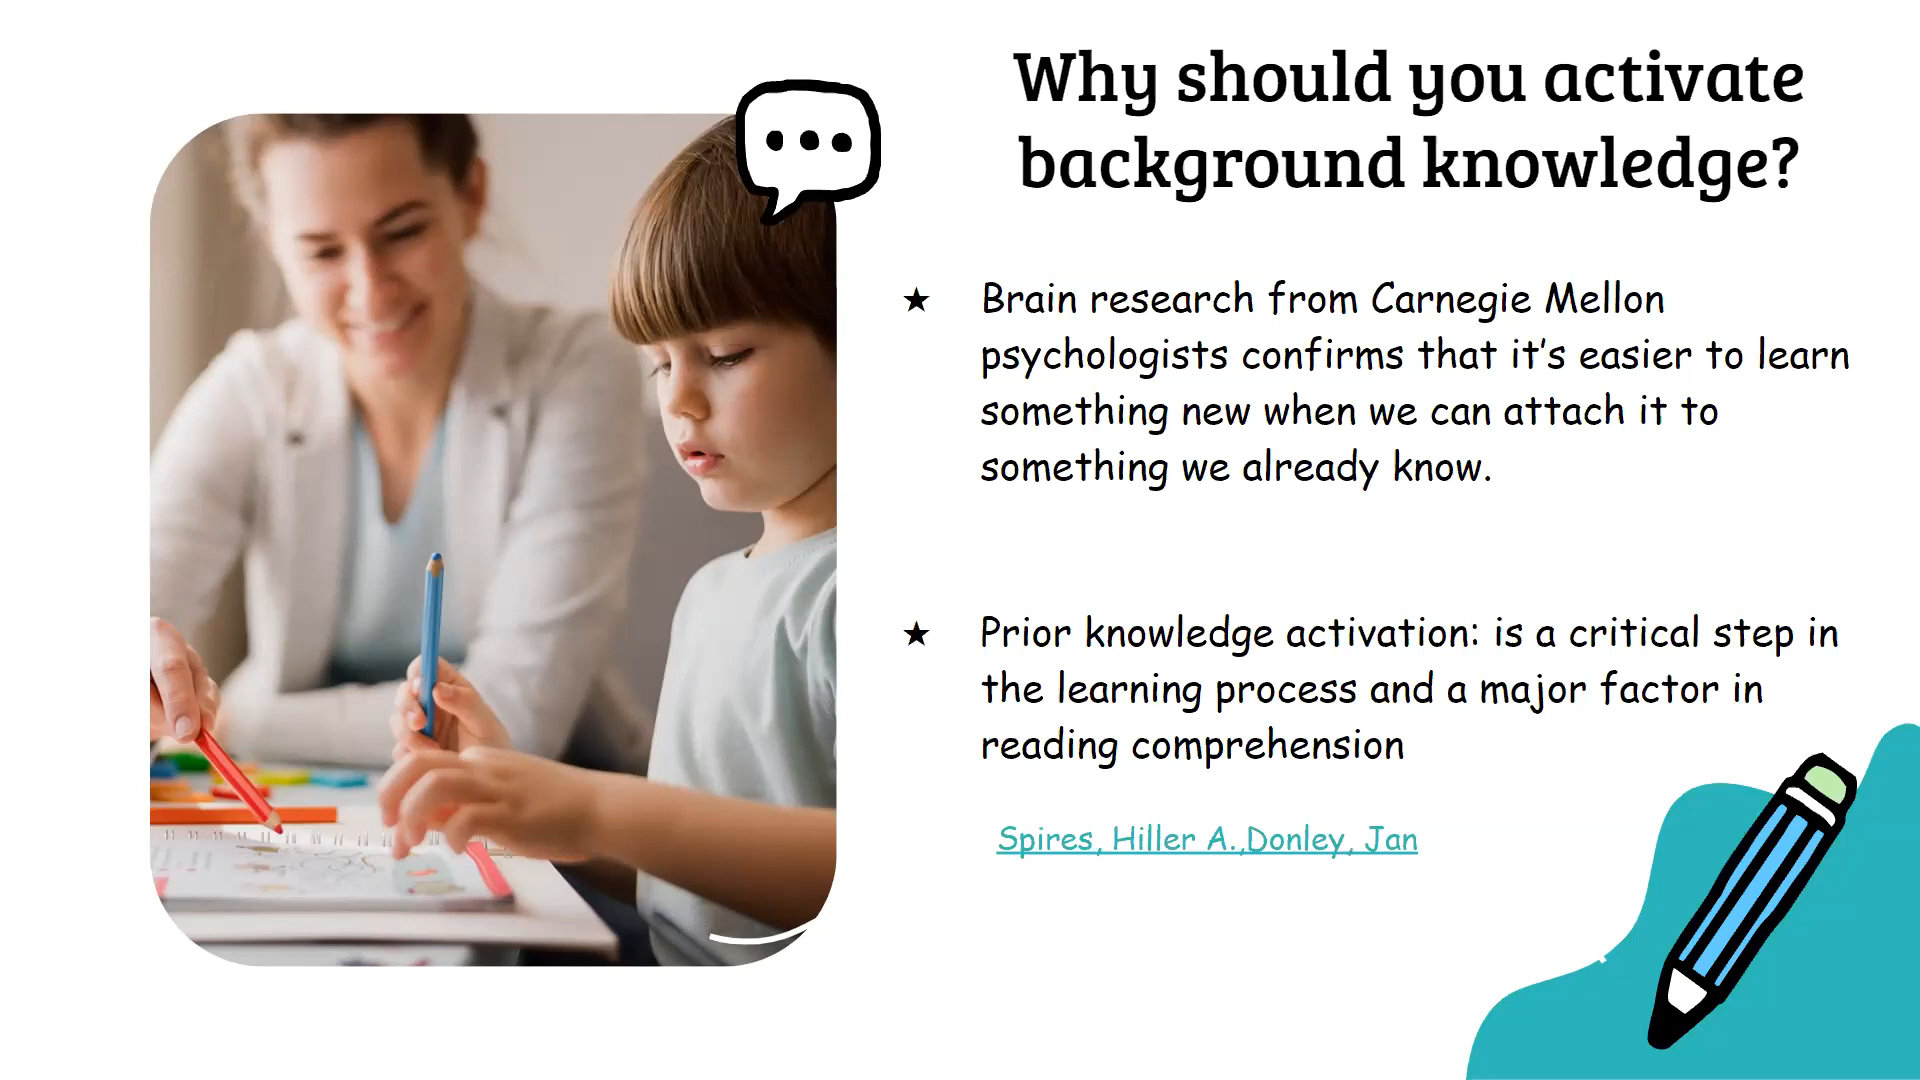 Why should you activate
background knowledge?
★ Brain research from Carnegie Mellon
psychologists confirms that it's easier to learn
something new when we can attach it to
something we already know.
★ Prior knowledge activation: is a critical step in
the learning process and a major factor in
reading comprehension
Spires, Hiller A.,Donley, Jan